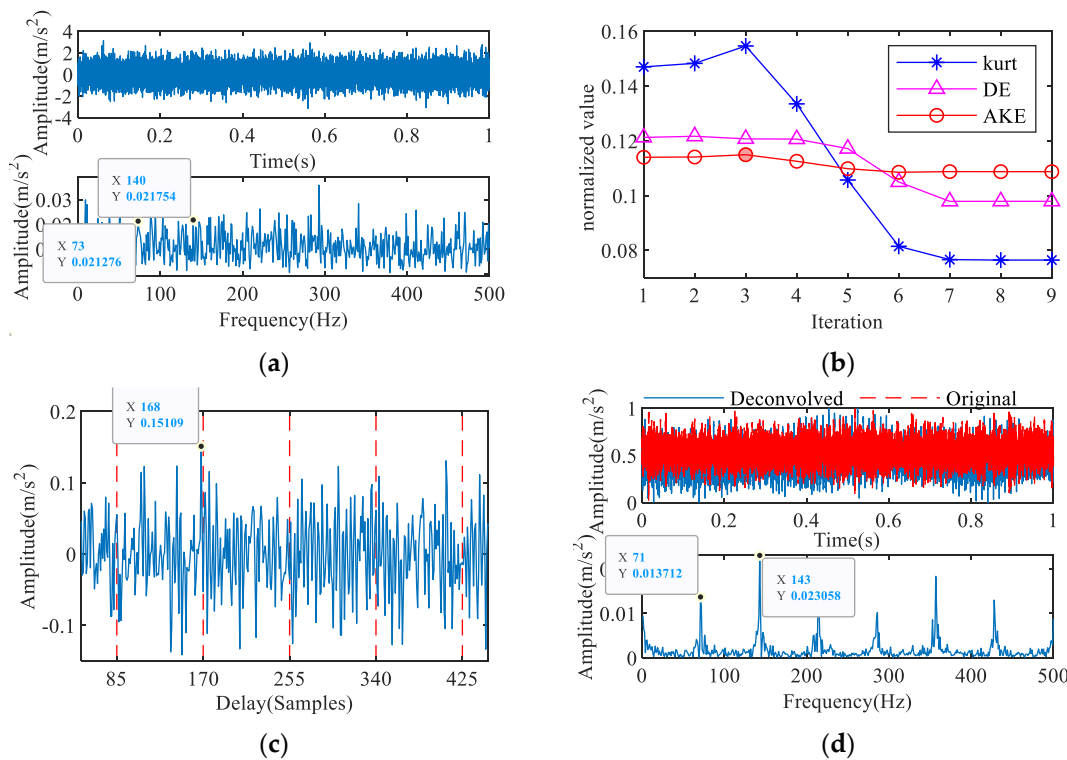 Amplitude(m/s²)
4
2
0
-2
-4
0 0.2 0.4 0.6 0.8 1
Time(s)
Amplitude(m/s²)
0.03
X 140
Y 0.021754
X 73
Y 0.021276
0 100 200 300 400 500
Frequency(Hz)
(a)
normalized value
0.16
0.14
0.12
0.1
0.08
kurt
DE
AKE
1 2 3 4 5 6 7 8 9
Iteration
(b)
Amplitude(m/s²)
X 168
Y 0.15109
0.2
0.1
0
-0.1
85 170 255 340 425
Delay(Samples)
(c)
Deconvolved Original
Amplitude(m/s²)
1
0.5
0
0 0.2 0.4 0.6 0.8 1
Time(s)
Amplitude(m/s²)
X 71
Y 0.013712
X 143
Y 0.023058
0.01
0
0 100 200 300 400 500
Frequency(Hz)
(d)